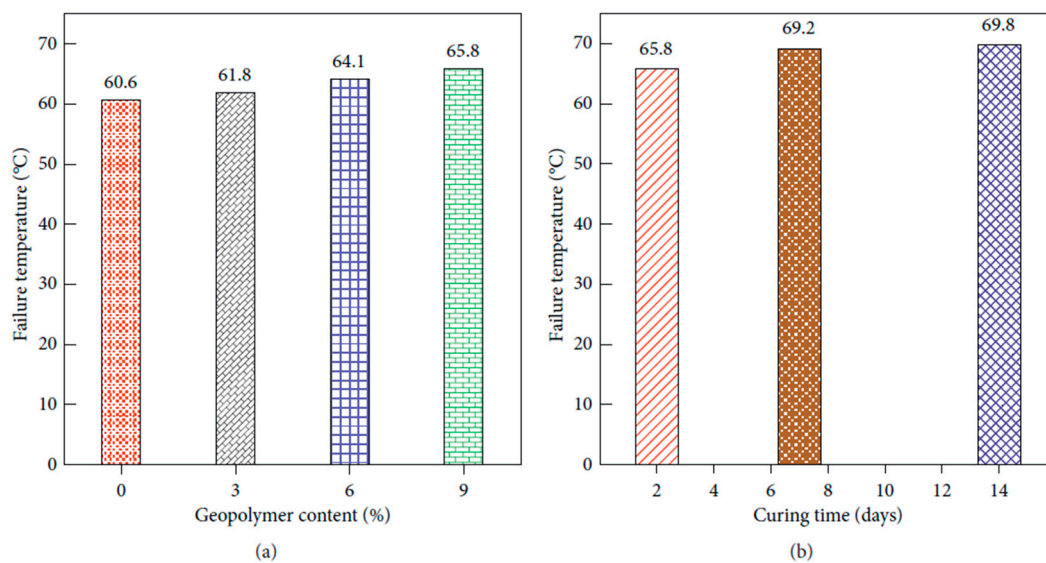 70
60
50
40
30
20
10
0
Failure temperature (°C)
60.6
61.8
64.1
65.8
0 3 6 9
Geopolymer content (%)
(a)
70
60
50
40
30
20
10
0
Failure temperature (°C)
65.8
69.2
69.8
2 4 6 8 10 12 14
Curing time (days)
(b)